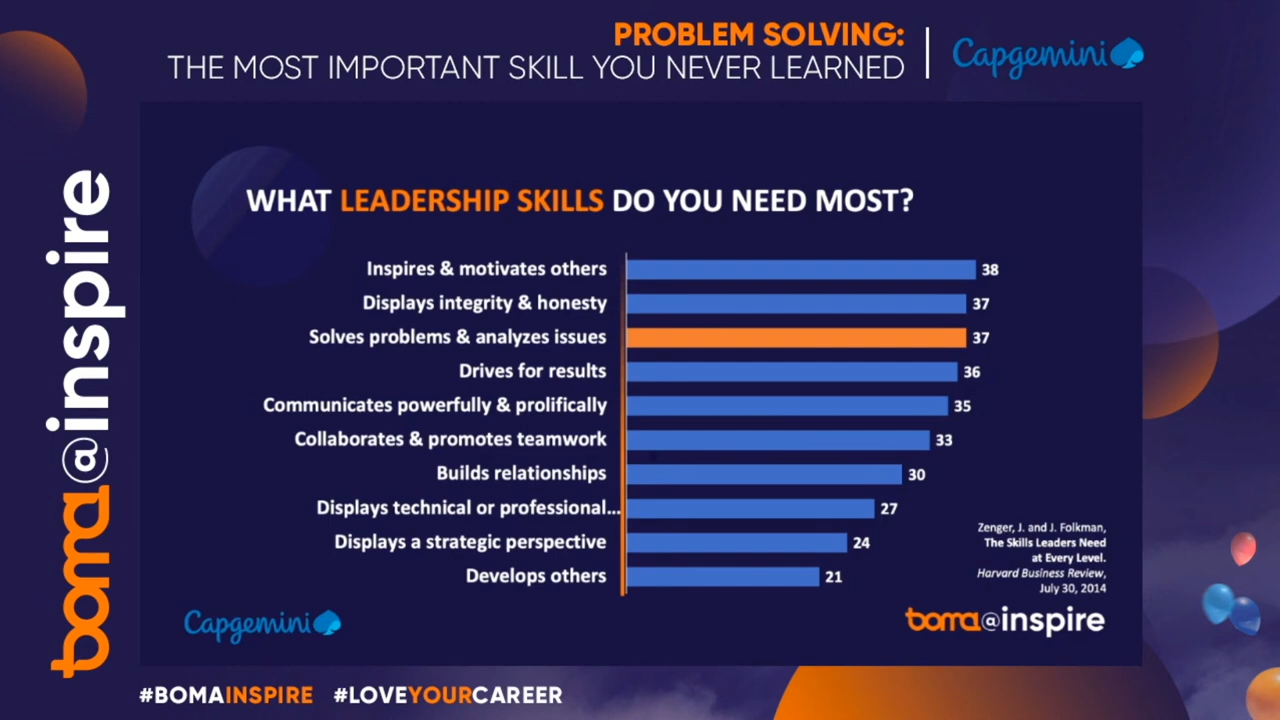 PROBLEM SOLVING:
THE MOST IMPORTANT SKILL YOU NEVER LEARNED
Capgemini
boma@inspire
WHAT LEADERSHIP SKILLS DO YOU NEED MOST?
Inspires & motivates others 38
Displays integrity & honesty 37
Solves problems & analyzes issues 37
Drives for results 36
Communicates powerfully & prolifically 35
Collaborates & promotes teamwork 33
Builds relationships 30
Displays technical or professional... 27
Displays a strategic perspective 24
Develops others 21
Zenger, J. and J. Folkman,
The Skills Leaders Need
at Every Level.
Harvard Business Review,
July 30, 2014
Capgemini
boma@inspire
#BOMAINSPIRE #LOVEYOURCAREER